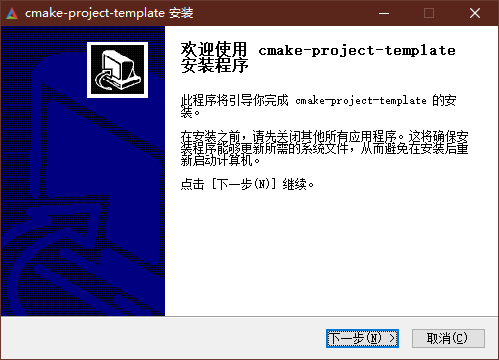 cmake-project-template 安装
欢迎使用 cmake-project-template
安装程序
此程序将引导你完成 cmake-project-template 的安
装。
在安装之前，请先关闭其他所有应用程序。这将确保安
装程序能够更新所需的系统文件，从而避免在安装后重
新启动计算机。
点击 [下一步(N)] 继续。
下一步(N) >
取消(C)